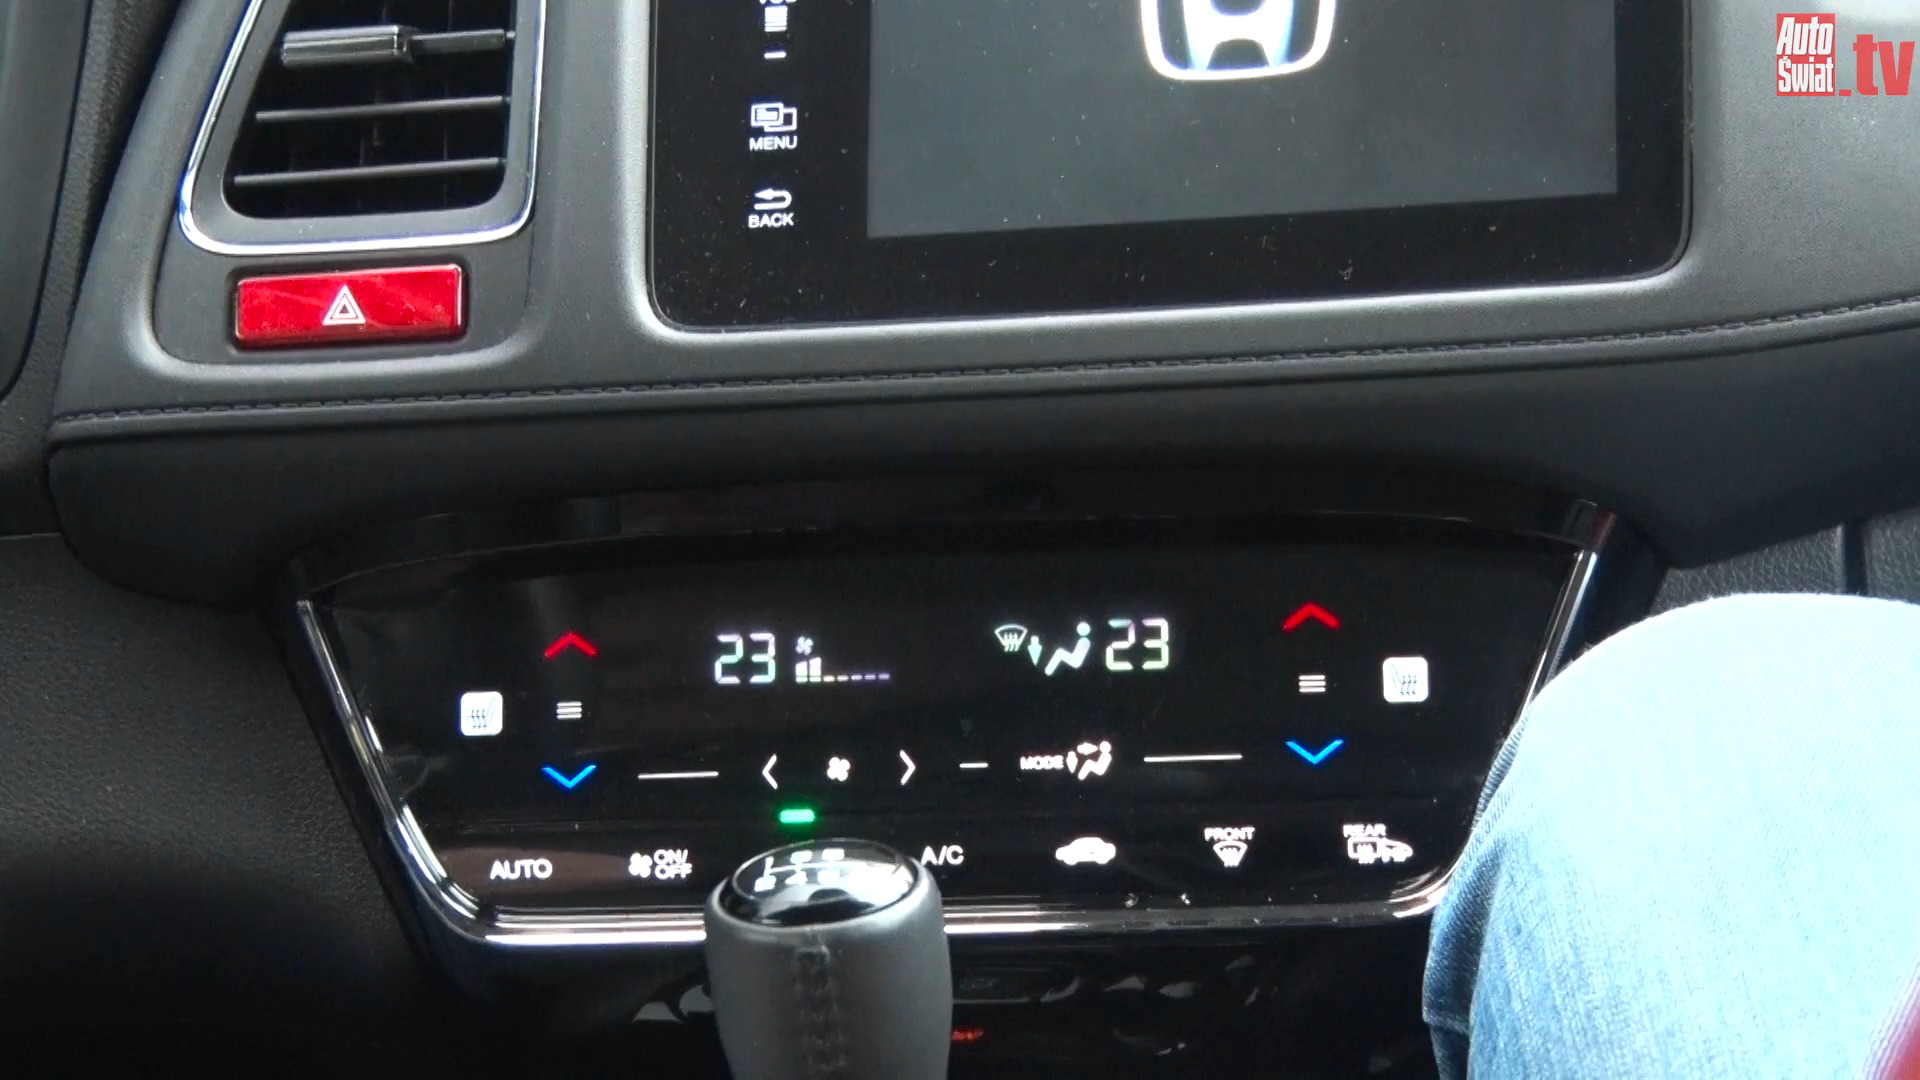 Auto
Świat
.tv
MENU
BACK
23
23
MODE
AUTO
ON/
OFF
A/C
FRONT
REAR